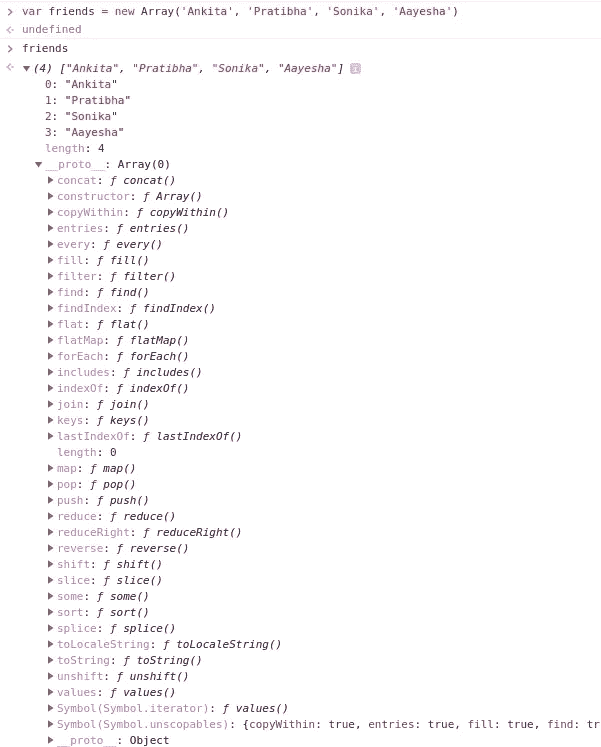 > var friends = new Array('Ankita', 'Pratibha', 'Sonika', 'Aayesha')
undefined
> friends
(4) ["Ankita", "Pratibha", "Sonika", "Aayesha"] i
0: "Ankita"
1: "Pratibha"
2: "Sonika"
3: "Aayesha"
length: 4
__proto__: Array(0)
concat: ƒ concat()
constructor: ƒ Array()
copyWithin: ƒ copyWithin()
entries: ƒ entries()
every: ƒ every()
fill: ƒ fill()
filter: ƒ filter()
find: ƒ find()
findIndex: ƒ findIndex()
flat: ƒ flat()
flatMap: ƒ flatMap()
forEach: ƒ forEach()
includes: ƒ includes()
indexOf: ƒ indexOf()
join: ƒ join()
keys: ƒ keys()
lastIndexOf: ƒ lastIndexOf()
length: 0
map: ƒ map()
pop: ƒ pop()
push: ƒ push()
reduce: ƒ reduce()
reduceRight: ƒ reduceRight()
reverse: ƒ reverse()
shift: ƒ shift()
slice: ƒ slice()
some: ƒ some()
sort: ƒ sort()
splice: ƒ splice()
toLocaleString: ƒ toLocaleString()
toString: ƒ toString()
unshift: ƒ unshift()
values: ƒ values()
Symbol(Symbol.iterator): ƒ values()
Symbol(Symbol.unscopables): {copyWithin: true, entries: true, fill: true, find: tr
__proto__: Object